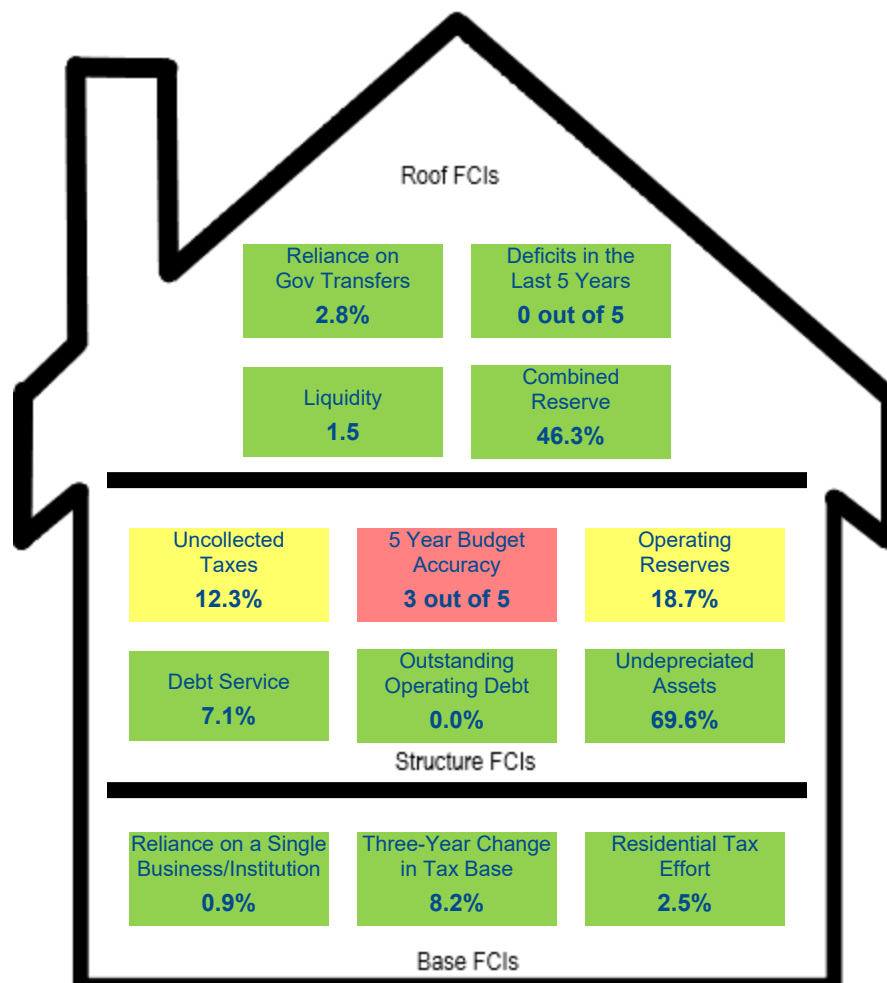 Roof FCIs
Reliance on
Gov Transfers
2.8%
Deficits in the
Last 5 Years
0 out of 5
Liquidity
1.5
Combined
Reserve
46.3%
Uncollected
Taxes
12.3%
5 Year Budget
Accuracy
3 out of 5
Operating
Reserves
18.7%
Debt Service
7.1%
Outstanding
Operating Debt
0.0%
Undepreciated
Assets
69.6%
Structure FCIs
Reliance on a Single
Business/Institution
0.9%
Three-Year Change
in Tax Base
8.2%
Residential Tax
Effort
2.5%
Base FCIs